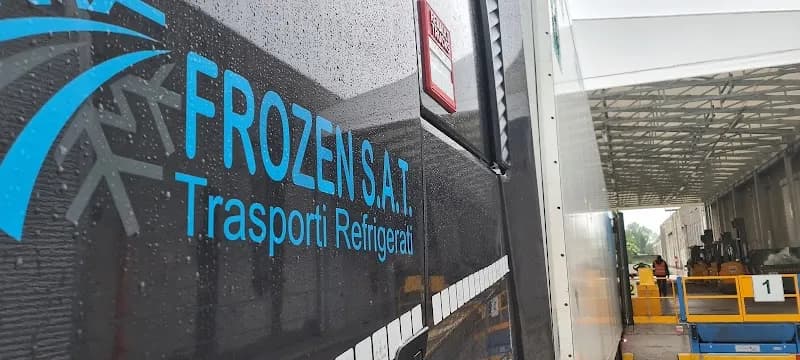 FROZEN S.A.T.
Trasporti Refrigerati
1